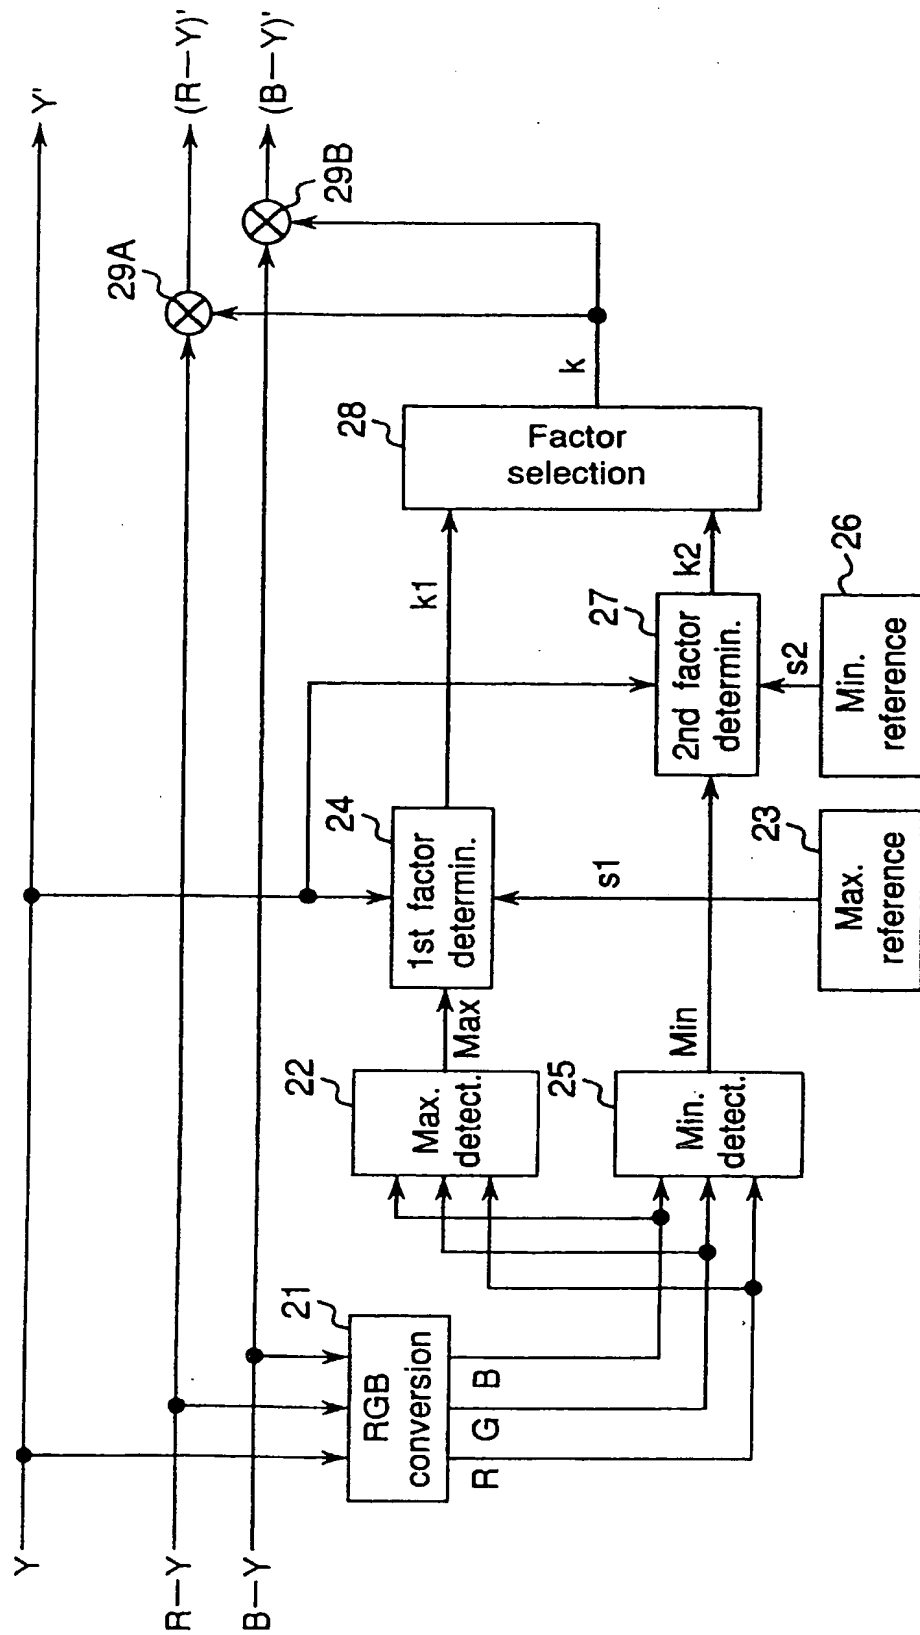 Y
R—Y
B—Y
Y'
(R—Y)'
(B—Y)'
29A
29B
21
RGB
conversion
R
G
B
22
Max.
detect.
Max
25
Min.
detect.
Min
24
1st factor
determin.
k1
s1
23
Max.
reference
27
2nd factor
determin.
k2
s2
26
Min.
reference
28
Factor
selection
k